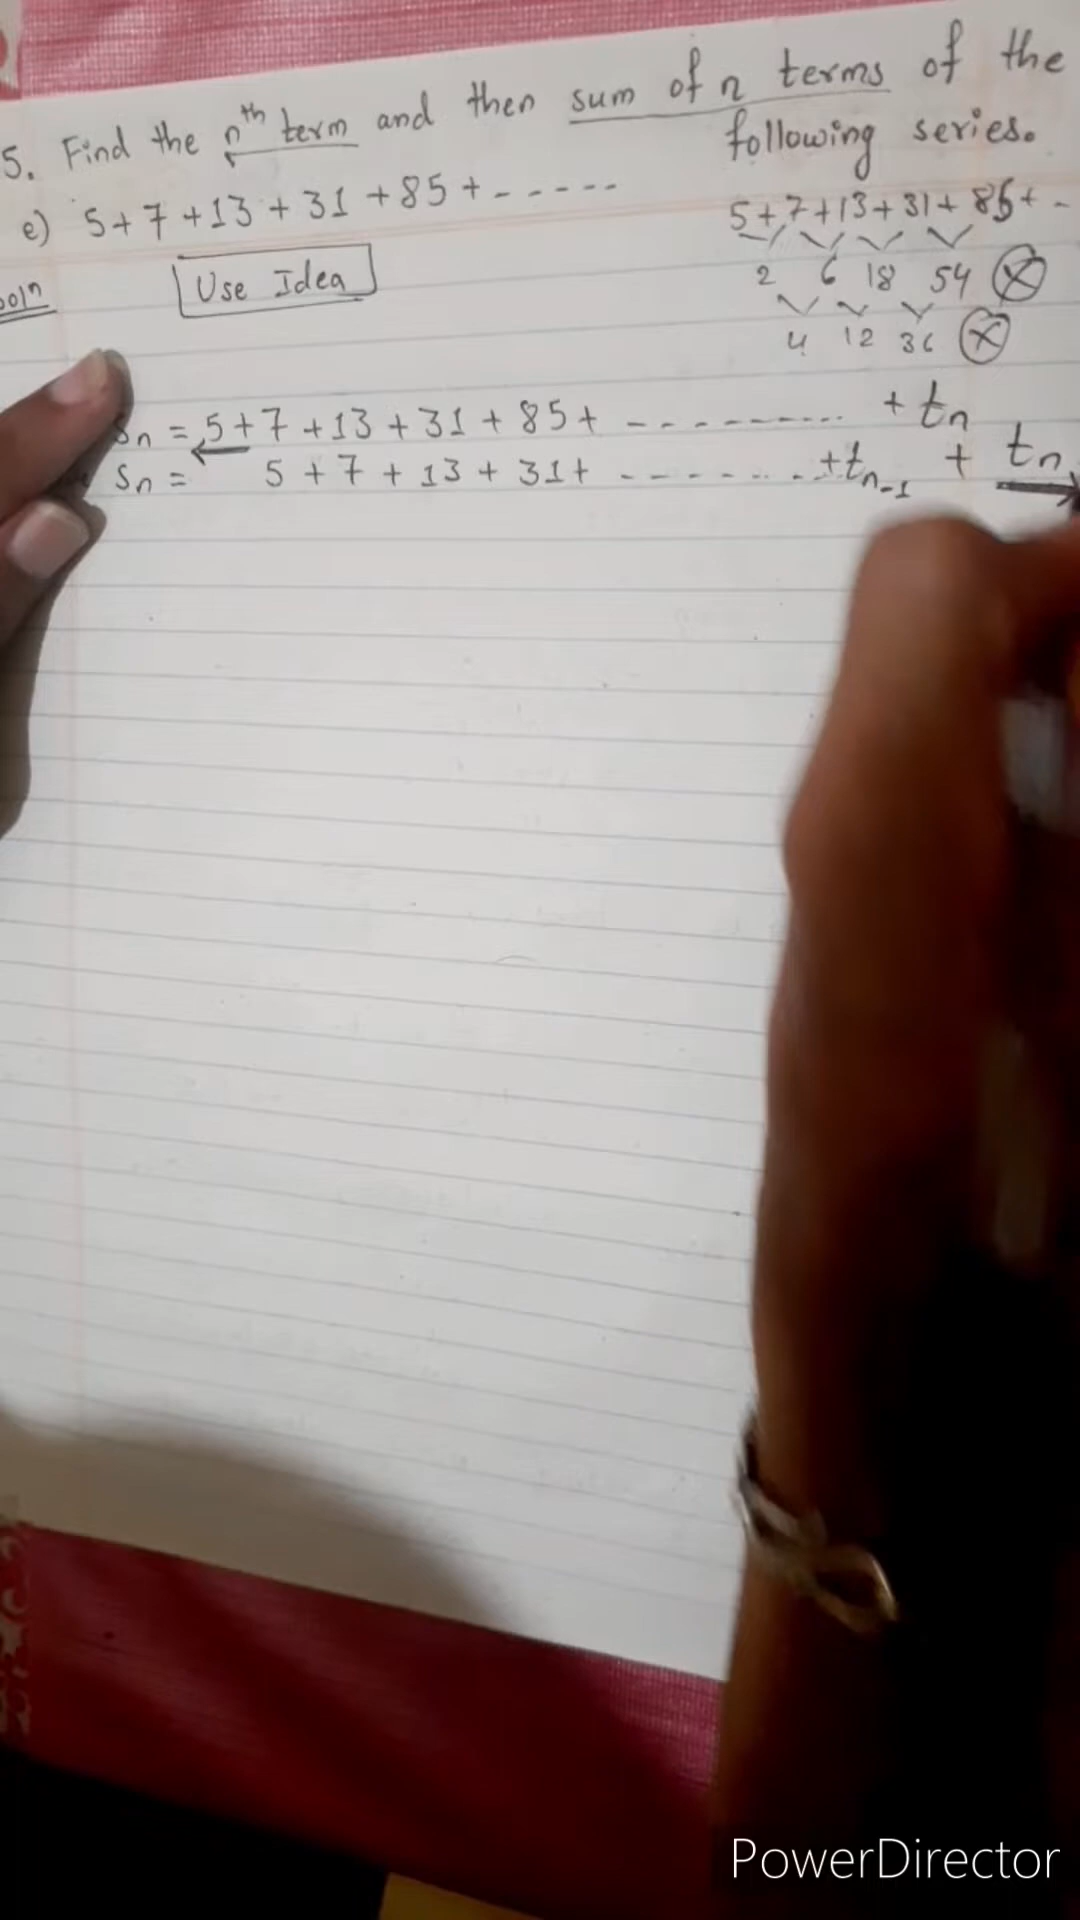 5. Find the nth term and then sum of n terms of the
following series.
e) 5+7+13+31+85+------
5+7+13+31+85+--
Use Idea
2 6 18 54
4 12 36
Sn = 5+7+13+31+85+ --------- +tn
Sn = 5+7+13+31+ ------- +tn-1 + tn
PowerDirector